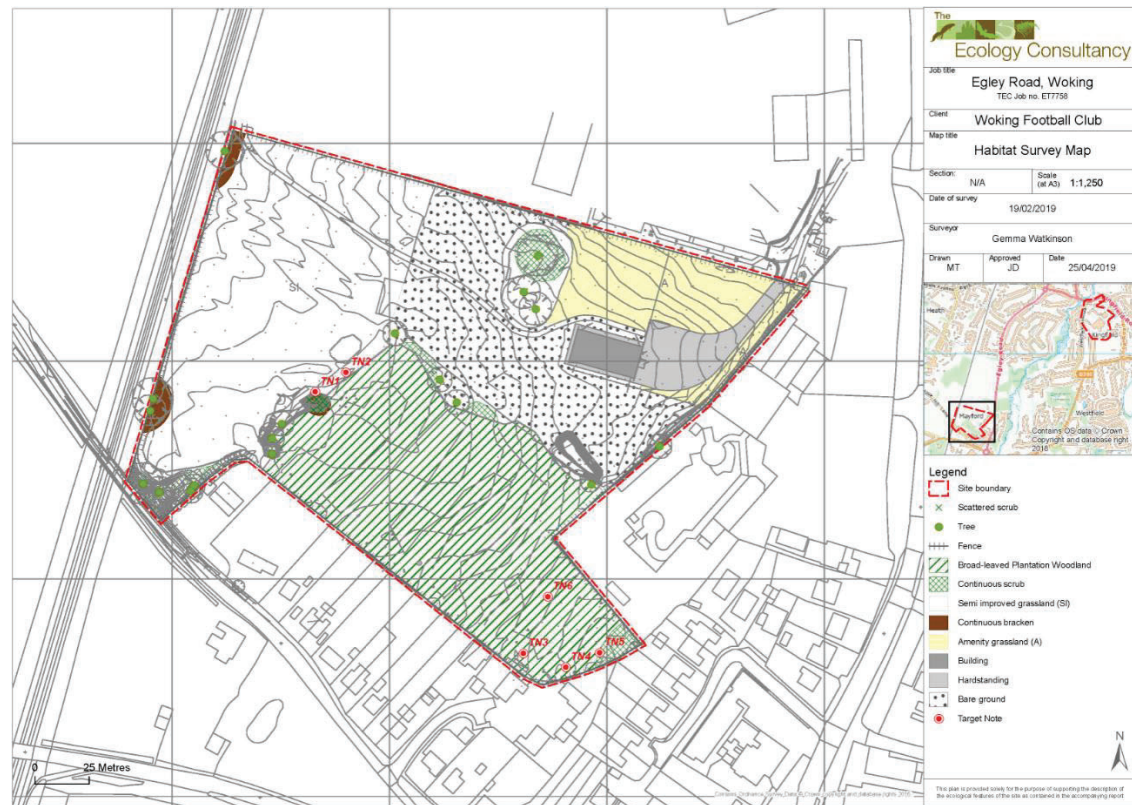 SI
A
TN1
TN2
TN3
TN4
TN5
TN6
0
25 Metres
The
Ecology Consultancy
Job title
Egley Road, Woking
TEC Job no. ET7758
Client
Woking Football Club
Map title
Habitat Survey Map
Section:
N/A
Scale
(at A3)
1:1,250
Date of survey
19/02/2019
Surveyor
Gemma Watkinson
Drawn
MT
Approved
JD
Date
25/04/2019
Mayford
Westfield
Contains OS data © Crown
Copyright and database right
2018
Legend
Site boundary
Scattered scrub
Tree
Fence
Broad-leaved Plantation Woodland
Continuous scrub
Semi improved grassland (SI)
Continuous bracken
Amenity grassland (A)
Building
Hardstanding
Bare ground
Target Note
N
This plan is provided solely for the purpose of supporting the description of
the ecological features of the site as contained in the accompanying report